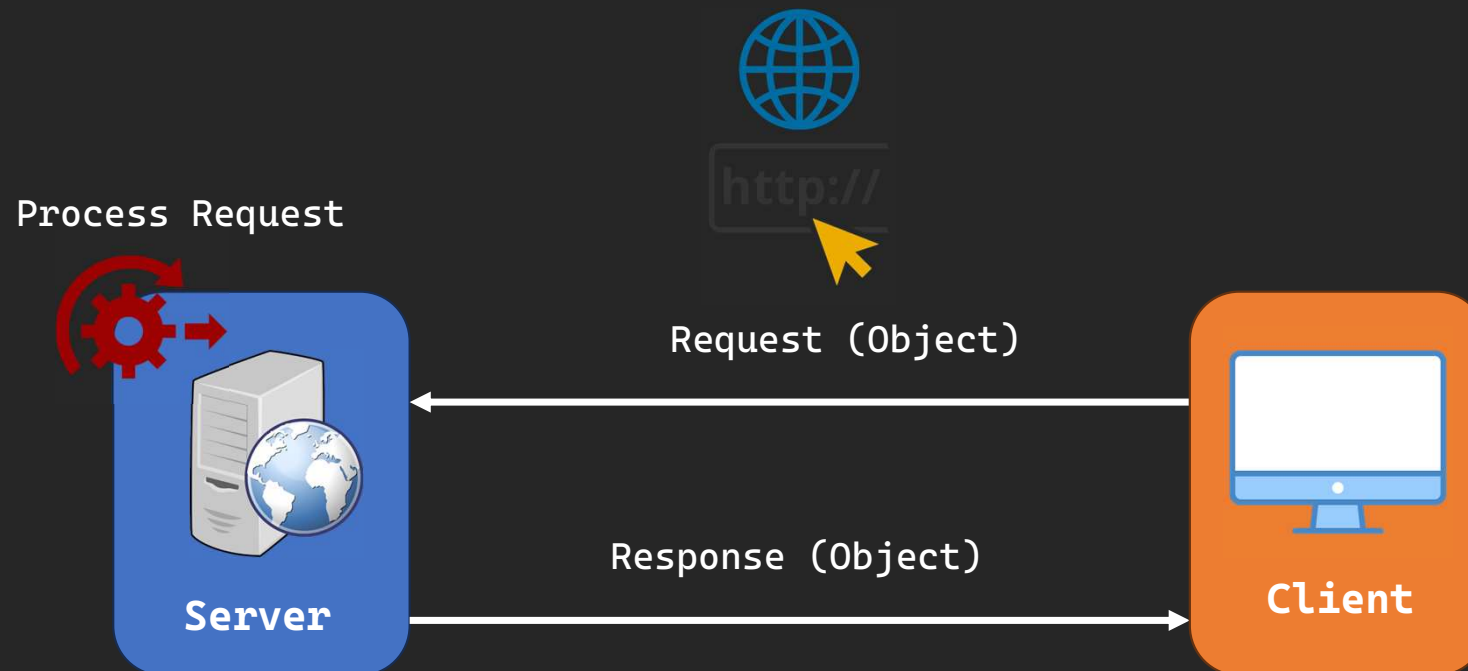 http://
Process Request
Request (Object)
Response (Object)
Server
Client